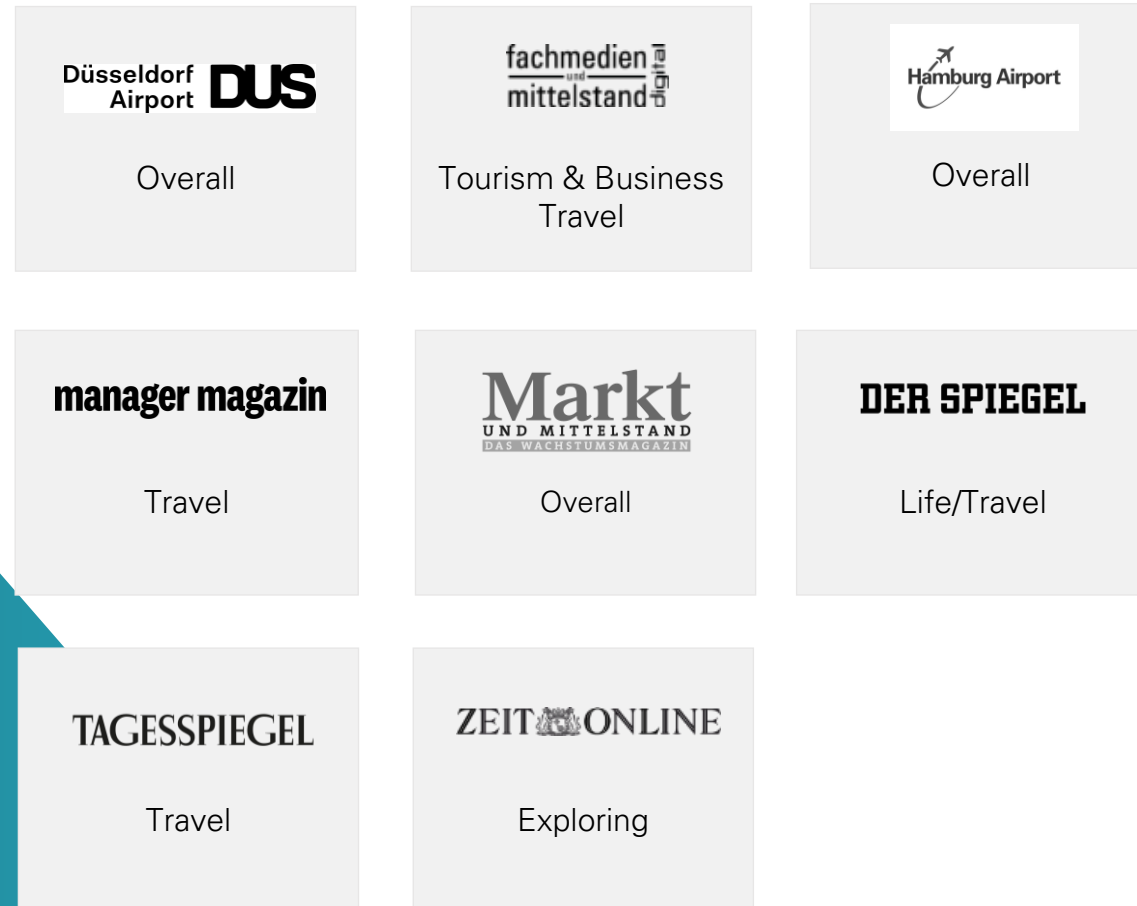 Düsseldorf
Airport DUS
Overall
fachmedien
und
mittelstand
digital
Tourism & Business
Travel
Hamburg Airport
Overall
manager magazin
Travel
Markt
UND MITTELSTAND
DAS WACHSTUMSMAGAZIN
Overall
DER SPIEGEL
Life/Travel
TAGESSPIEGEL
Travel
ZEIT ONLINE
Exploring